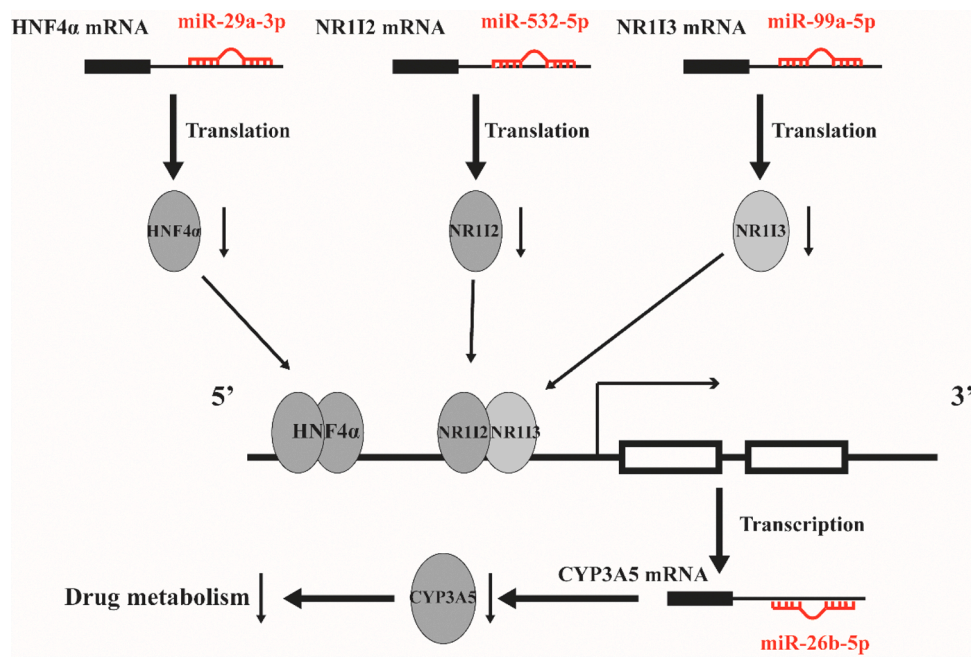 HNF4α mRNA
miR-29a-3p
NR1I2 mRNA
miR-532-5p
NR1I3 mRNA
miR-99a-5p
Translation
Translation
Translation
HNF4α
NR1I2
NR1I3
5’
3’
HNF4α
NR1I2
NR1I3
Transcription
CYP3A5 mRNA
Drug metabolism
CYP3A5
miR-26b-5p